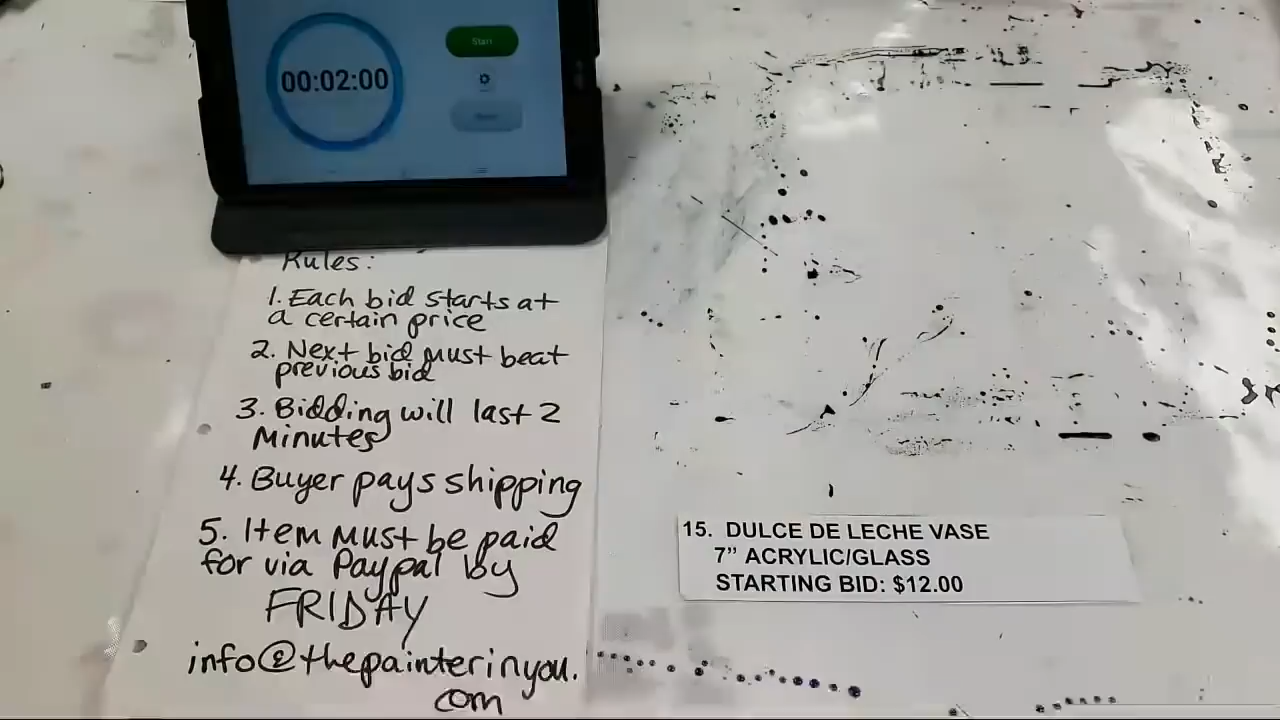 00:02:00
Start
Rules:
1. Each bid starts at
a certain price
2. Next bid must beat
previous bid
3. Bidding will last 2
Minutes
4. Buyer pays shipping
5. Item must be paid
for via Paypal by
FRIDAY
info@thepainterinyou.
com
15. DULCE DE LECHE VASE
7” ACRYLIC/GLASS
STARTING BID: $12.00